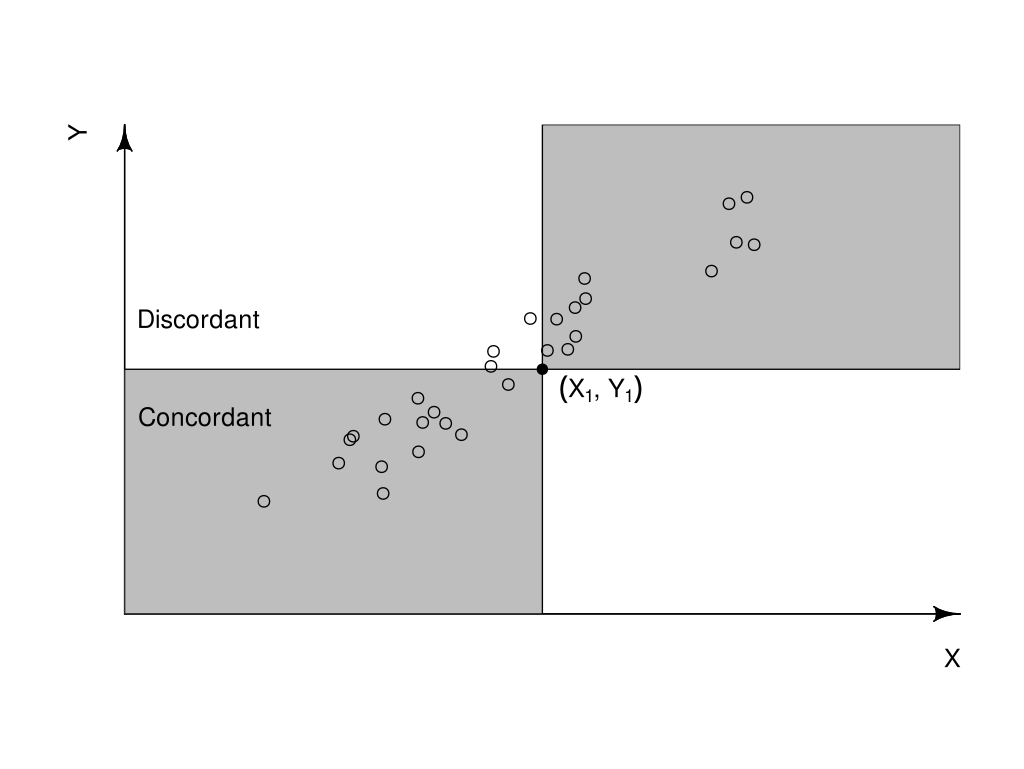 Y
Discordant
(X₁, Y₁)
Concordant
X